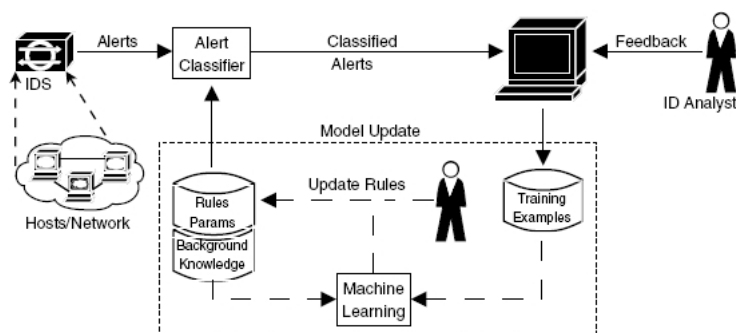 Alerts
Alert
Classifier
Classified
Alerts
Feedback
IDS
ID Analyst
Model Update
Hosts/Network
Rules
Params
Background
Knowledge
Update Rules
Training
Examples
Machine
Learning